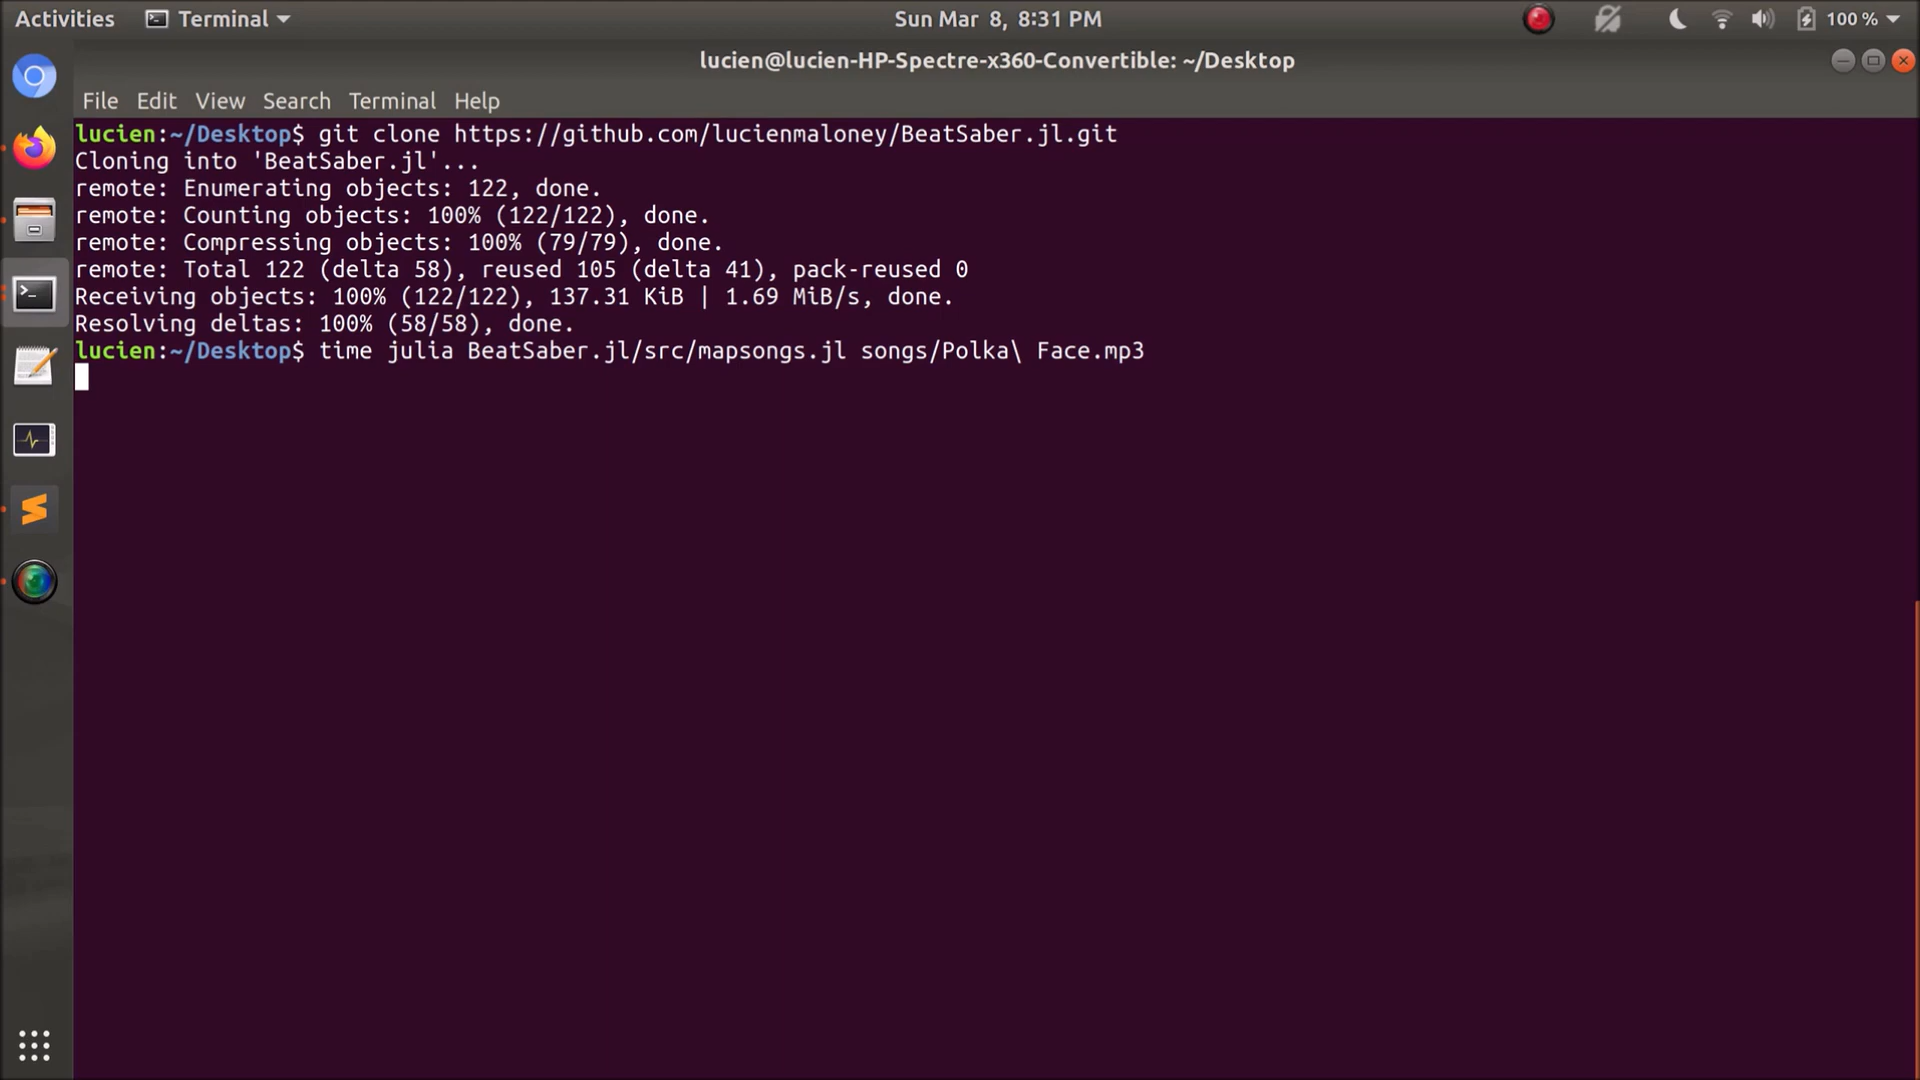 Activities Terminal Sun Mar 8, 8:31 PM 100 %
lucien@lucien-HP-Spectre-x360-Convertible: ~/Desktop
File Edit View Search Terminal Help
lucien:~/Desktop$ git clone https://github.com/lucienmaloney/BeatSaber.jl.git
Cloning into 'BeatSaber.jl'...
remote: Enumerating objects: 122, done.
remote: Counting objects: 100% (122/122), done.
remote: Compressing objects: 100% (79/79), done.
remote: Total 122 (delta 58), reused 105 (delta 41), pack-reused 0
Receiving objects: 100% (122/122), 137.31 KiB | 1.69 MiB/s, done.
Resolving deltas: 100% (58/58), done.
lucien:~/Desktop$ time julia BeatSaber.jl/src/mapsongs.jl songs/Polka\ Face.mp3